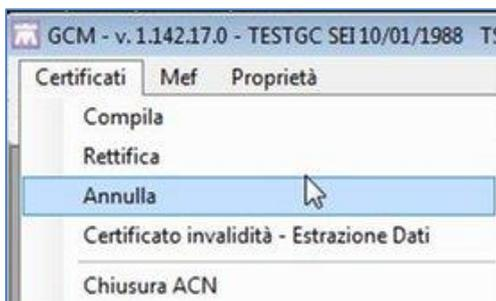 GCM - v. 1.142.17.0 - TESTGC SEI 10/01/1988 TS
Certificati Mef Proprietà
Compila
Rettifica
Annulla
Certificato invalidità - Estrazione Dati
Chiusura ACN